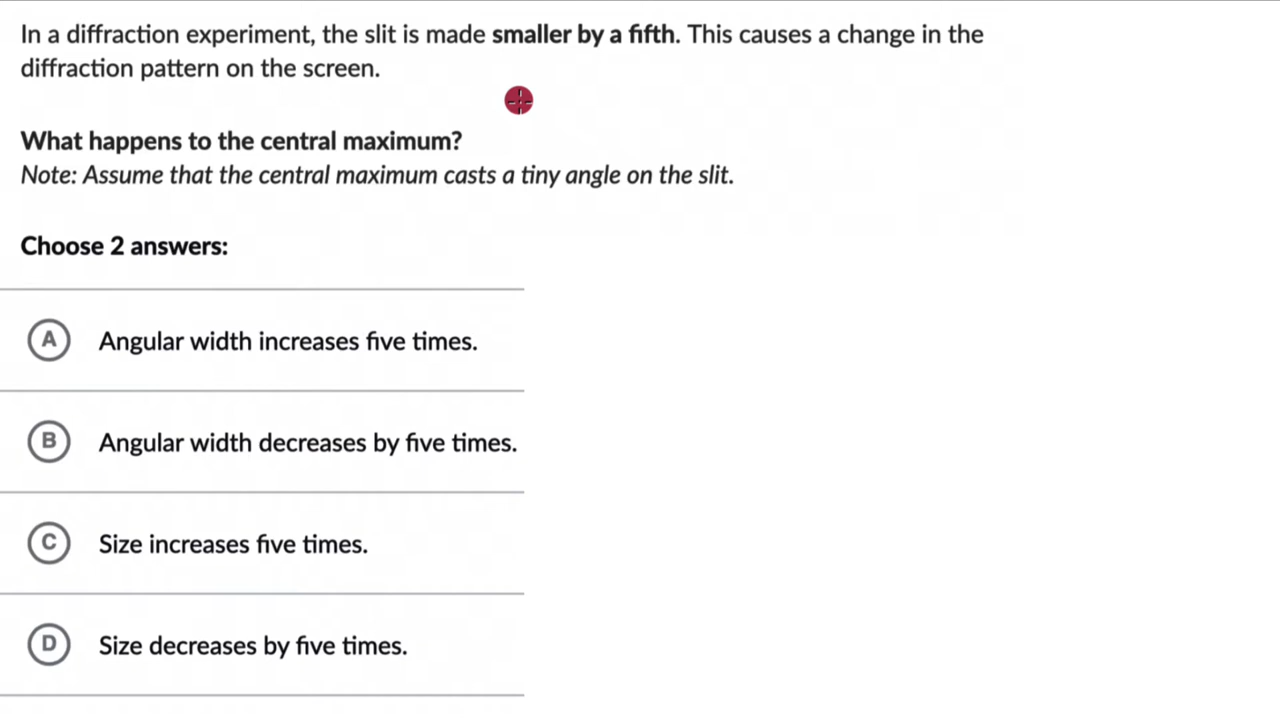 In a diffraction experiment, the slit is made smaller by a fifth. This causes a change in the
diffraction pattern on the screen.
What happens to the central maximum?
Note: Assume that the central maximum casts a tiny angle on the slit.
Choose 2 answers:
A Angular width increases five times.
B Angular width decreases by five times.
C Size increases five times.
D Size decreases by five times.